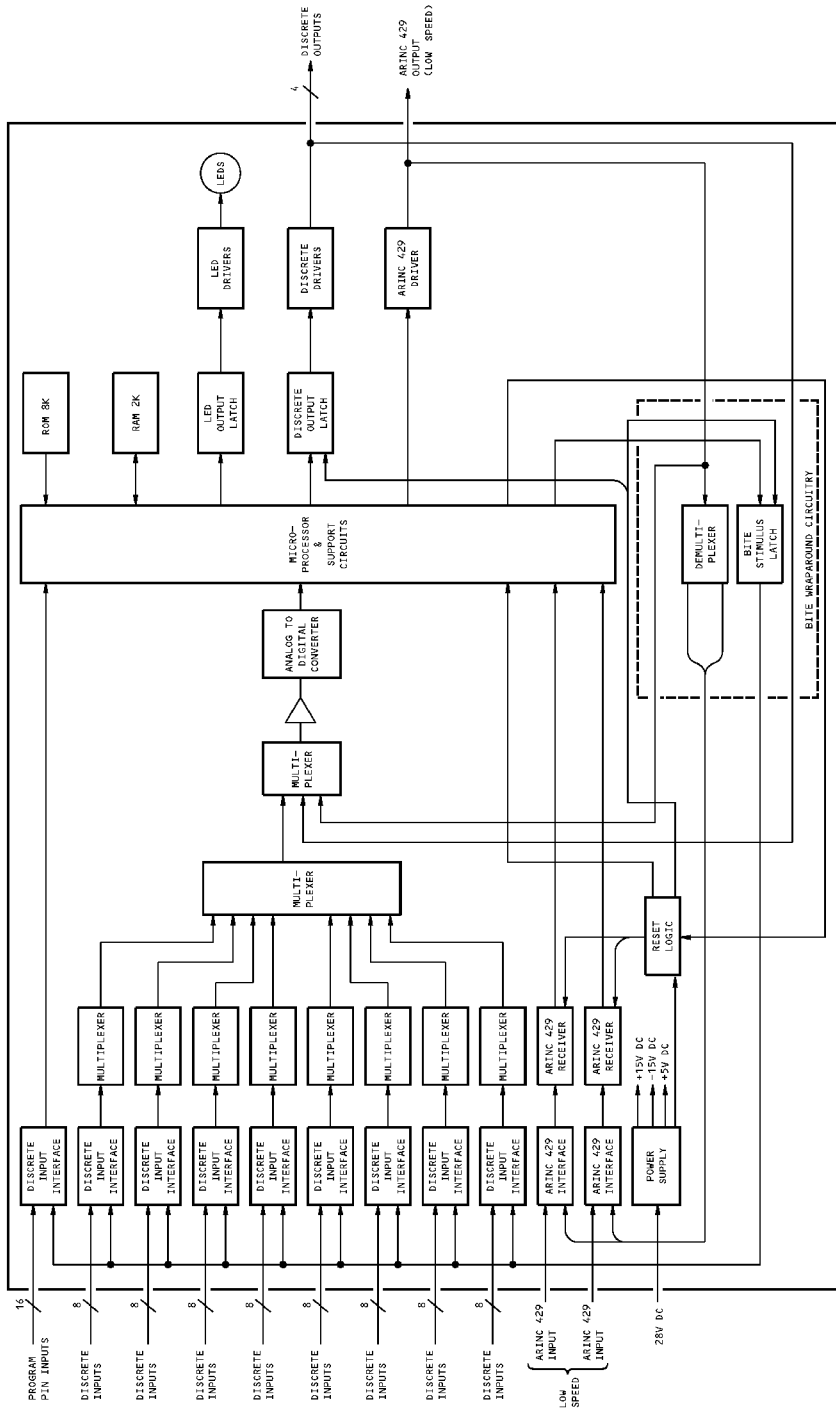 PROGRAM
PIN INPUTS
16
DISCRETE
INPUT
INTERFACE
DISCRETE
INPUTS
8
DISCRETE
INPUT
INTERFACE
MULTIPLEXER
DISCRETE
INPUTS
8
DISCRETE
INPUT
INTERFACE
MULTIPLEXER
DISCRETE
INPUTS
8
DISCRETE
INPUT
INTERFACE
MULTIPLEXER
DISCRETE
INPUTS
8
DISCRETE
INPUT
INTERFACE
MULTIPLEXER
DISCRETE
INPUTS
8
DISCRETE
INPUT
INTERFACE
MULTIPLEXER
DISCRETE
INPUTS
8
DISCRETE
INPUT
INTERFACE
MULTIPLEXER
DISCRETE
INPUTS
8
DISCRETE
INPUT
INTERFACE
MULTIPLEXER
DISCRETE
INPUTS
8
DISCRETE
INPUT
INTERFACE
MULTIPLEXER
LOW
SPEED
ARINC 429
INPUT
ARINC 429
INTERFACE
ARINC 429
RECEIVER
ARINC 429
INPUT
ARINC 429
INTERFACE
ARINC 429
RECEIVER
28V DC
POWER
SUPPLY
+15V DC
-15V DC
+5V DC
RESET
LOGIC
MULTI-
PLEXER
MULTI-
PLEXER
ANALOG TO
DIGITAL
CONVERTER
MICRO-
PROCESSOR
&
SUPPORT
CIRCUITS
ROM 8K
RAM 2K
LED
OUTPUT
LATCH
LED
DRIVERS
LEDS
DISCRETE
OUTPUT
LATCH
DISCRETE
DRIVERS
4
DISCRETE
OUTPUTS
ARINC 429
DRIVER
ARINC 429
OUTPUT
(LOW SPEED)
DEMULTI-
PLEXER
BITE
STIMULUS
LATCH
BITE WRAPAROUND CIRCUITRY